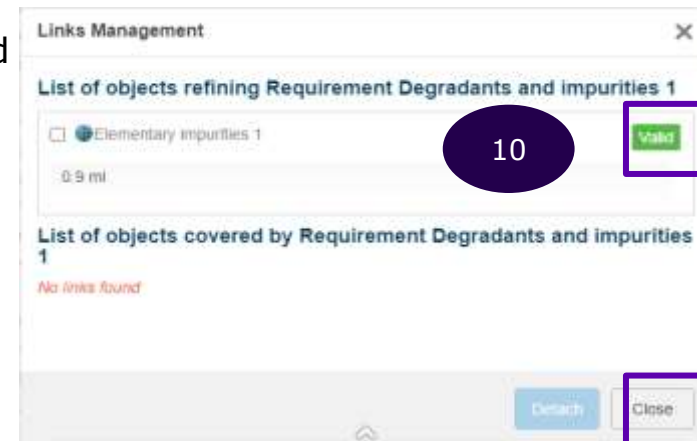 d
Links Management
List of objects refining Requirement Degradants and impurities 1
Elementary impurities 1
Valid
10
0.9 ml
List of objects covered by Requirement Degradants and impurities
1
No links found
Detach
Close